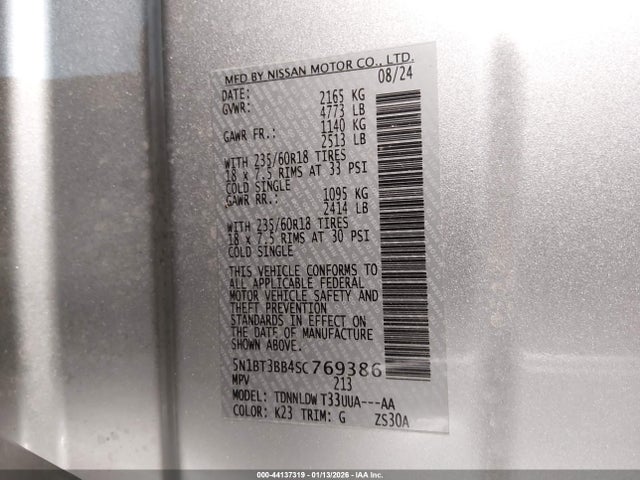 MFD BY NISSAN MOTOR CO., LTD.
DATE: 08/24
GVWR: 2165 KG
4773 LB
GAWR FR.: 1140 KG
2513 LB
WITH 235/60R18 TIRES
18 x 7.5 RIMS AT 33 PSI
COLD SINGLE
GAWR RR.: 1095 KG
2414 LB
WITH 235/60R18 TIRES
18 x 7.5 RIMS AT 30 PSI
COLD SINGLE
THIS VEHICLE CONFORMS TO
ALL APPLICABLE FEDERAL
MOTOR VEHICLE SAFETY AND
THEFT PREVENTION
STANDARDS IN EFFECT ON
THE DATE OF MANUFACTURE
SHOWN ABOVE.
5N1BT3BB4SC769386
MPV 213
MODEL: TDNNLDW T33UUA---AA
COLOR: K23 TRIM: G ZS30A
000-44137319 - 01/13/2026 - IAA Inc.